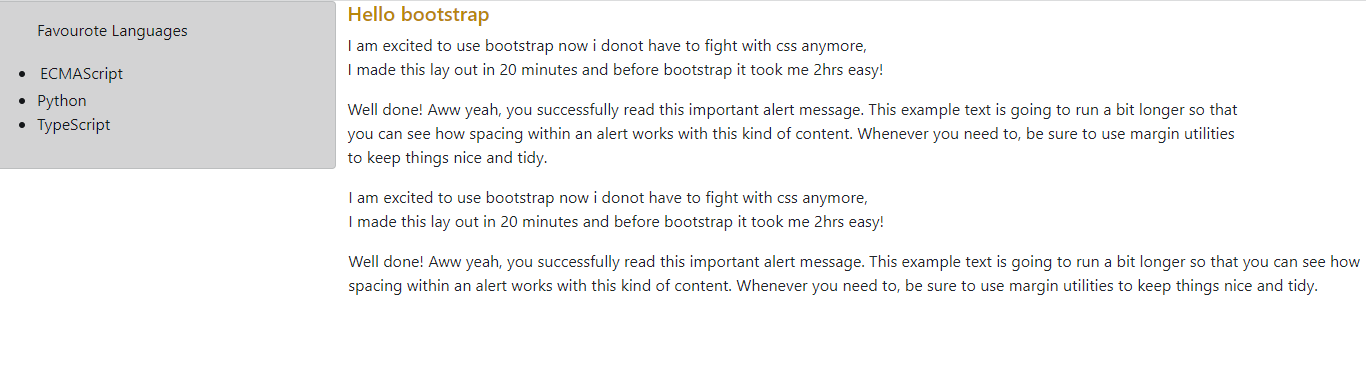 Favourote Languages
ECMAScript
Python
TypeScript
Hello bootstrap
I am excited to use bootstrap now i donot have to fight with css anymore,
I made this lay out in 20 minutes and before bootstrap it took me 2hrs easy!
Well done! Aww yeah, you successfully read this important alert message. This example text is going to run a bit longer so that
you can see how spacing within an alert works with this kind of content. Whenever you need to, be sure to use margin utilities
to keep things nice and tidy.
I am excited to use bootstrap now i donot have to fight with css anymore,
I made this lay out in 20 minutes and before bootstrap it took me 2hrs easy!
Well done! Aww yeah, you successfully read this important alert message. This example text is going to run a bit longer so that you can see how
spacing within an alert works with this kind of content. Whenever you need to, be sure to use margin utilities to keep things nice and tidy.